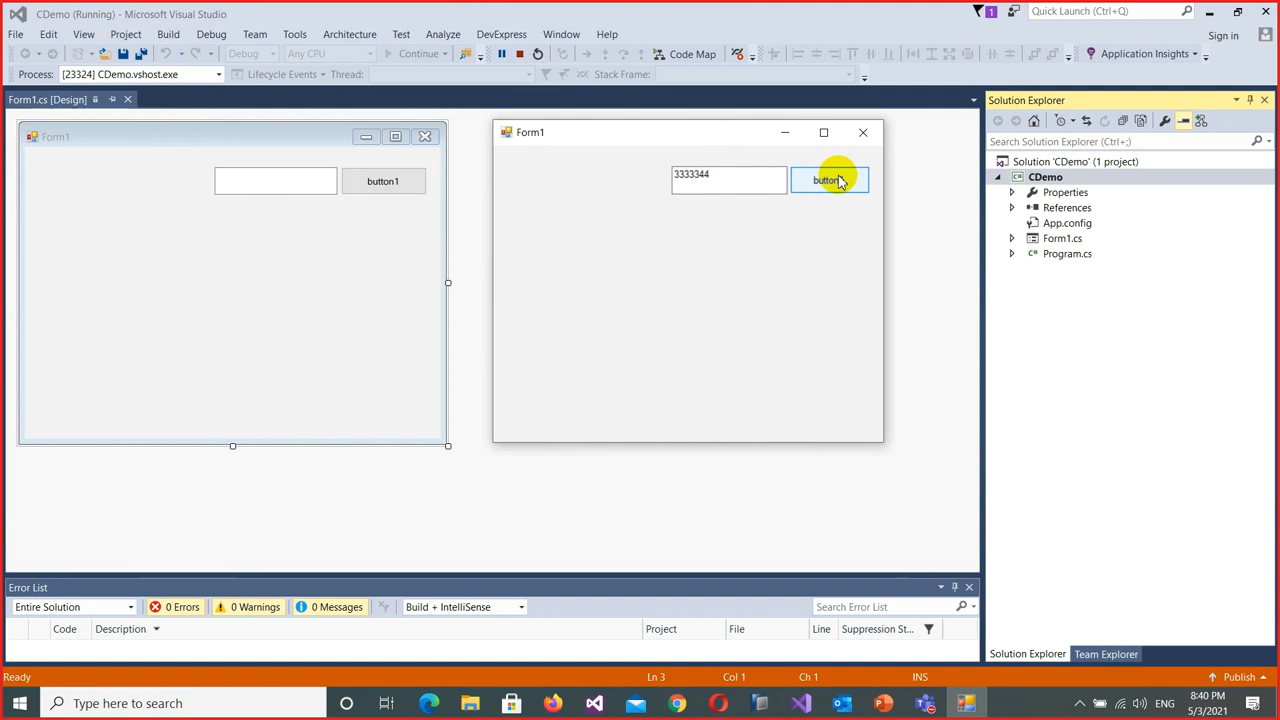 CDemo (Running) - Microsoft Visual Studio
1
Quick Launch (Ctrl+Q)
File Edit View Project Build Debug Team Tools Architecture Test Analyze DevExpress Window Help
Sign in
Debug Any CPU Continue Code Map Application Insights
Process: [23324] CDemo.vshost.exe Lifecycle Events Thread: Stack Frame:
Form1.cs [Design]
Form1
button1
Form1
3333344
Solution Explorer
Search Solution Explorer (Ctrl+;)
Solution 'CDemo' (1 project)
CDemo
Properties
References
App.config
Form1.cs
Program.cs
Error List
Entire Solution 0 Errors 0 Warnings 0 Messages Build + IntelliSense Search Error List
Code Description Project File Line Suppression St...
Solution Explorer Team Explorer
Ready Ln 3 Col 1 Ch 1 INS Publish
Type here to search
ENG
8:40 PM
5/3/2021